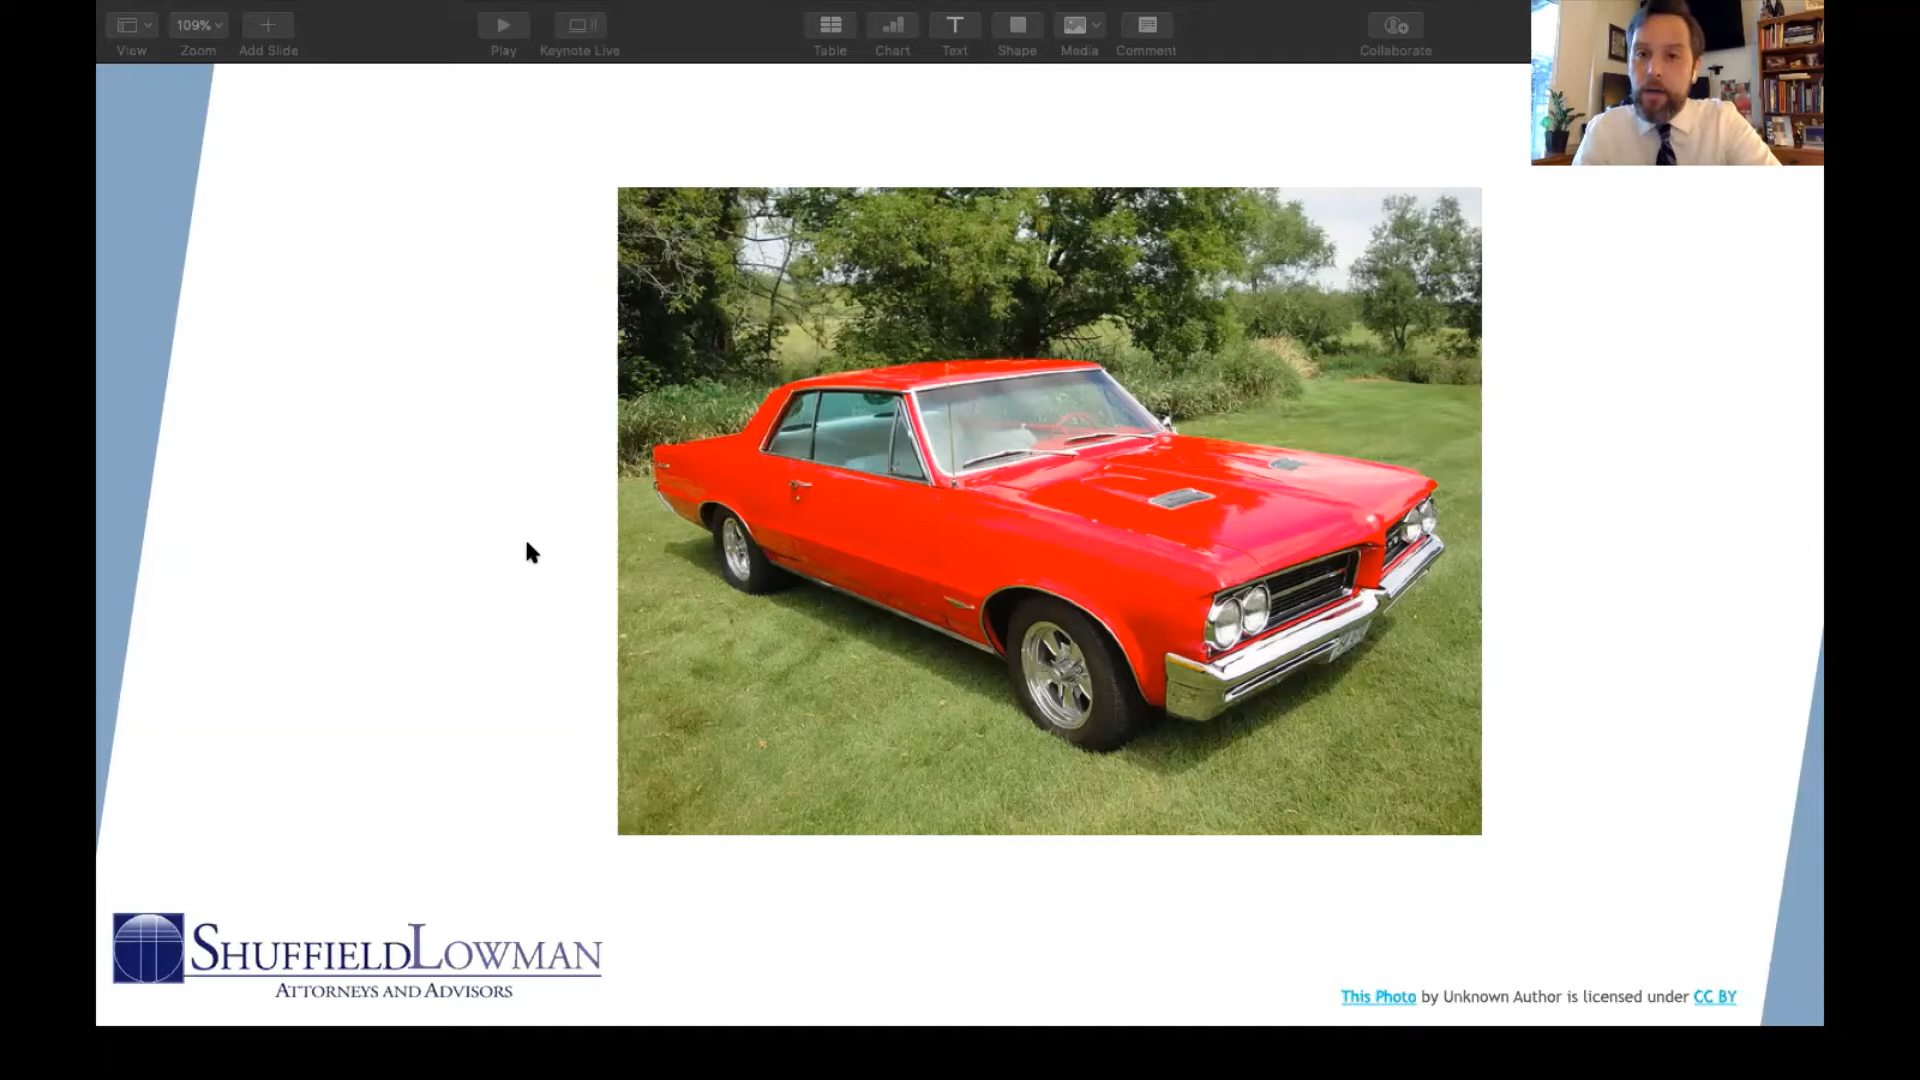 109%
View
Zoom
Add Slide
Play
Keynote Live
Table
Chart
Text
Shape
Media
Comment
Collaborate
SHUFFIELDLOWMAN
ATTORNEYS AND ADVISORS
This Photo by Unknown Author is licensed under CC BY